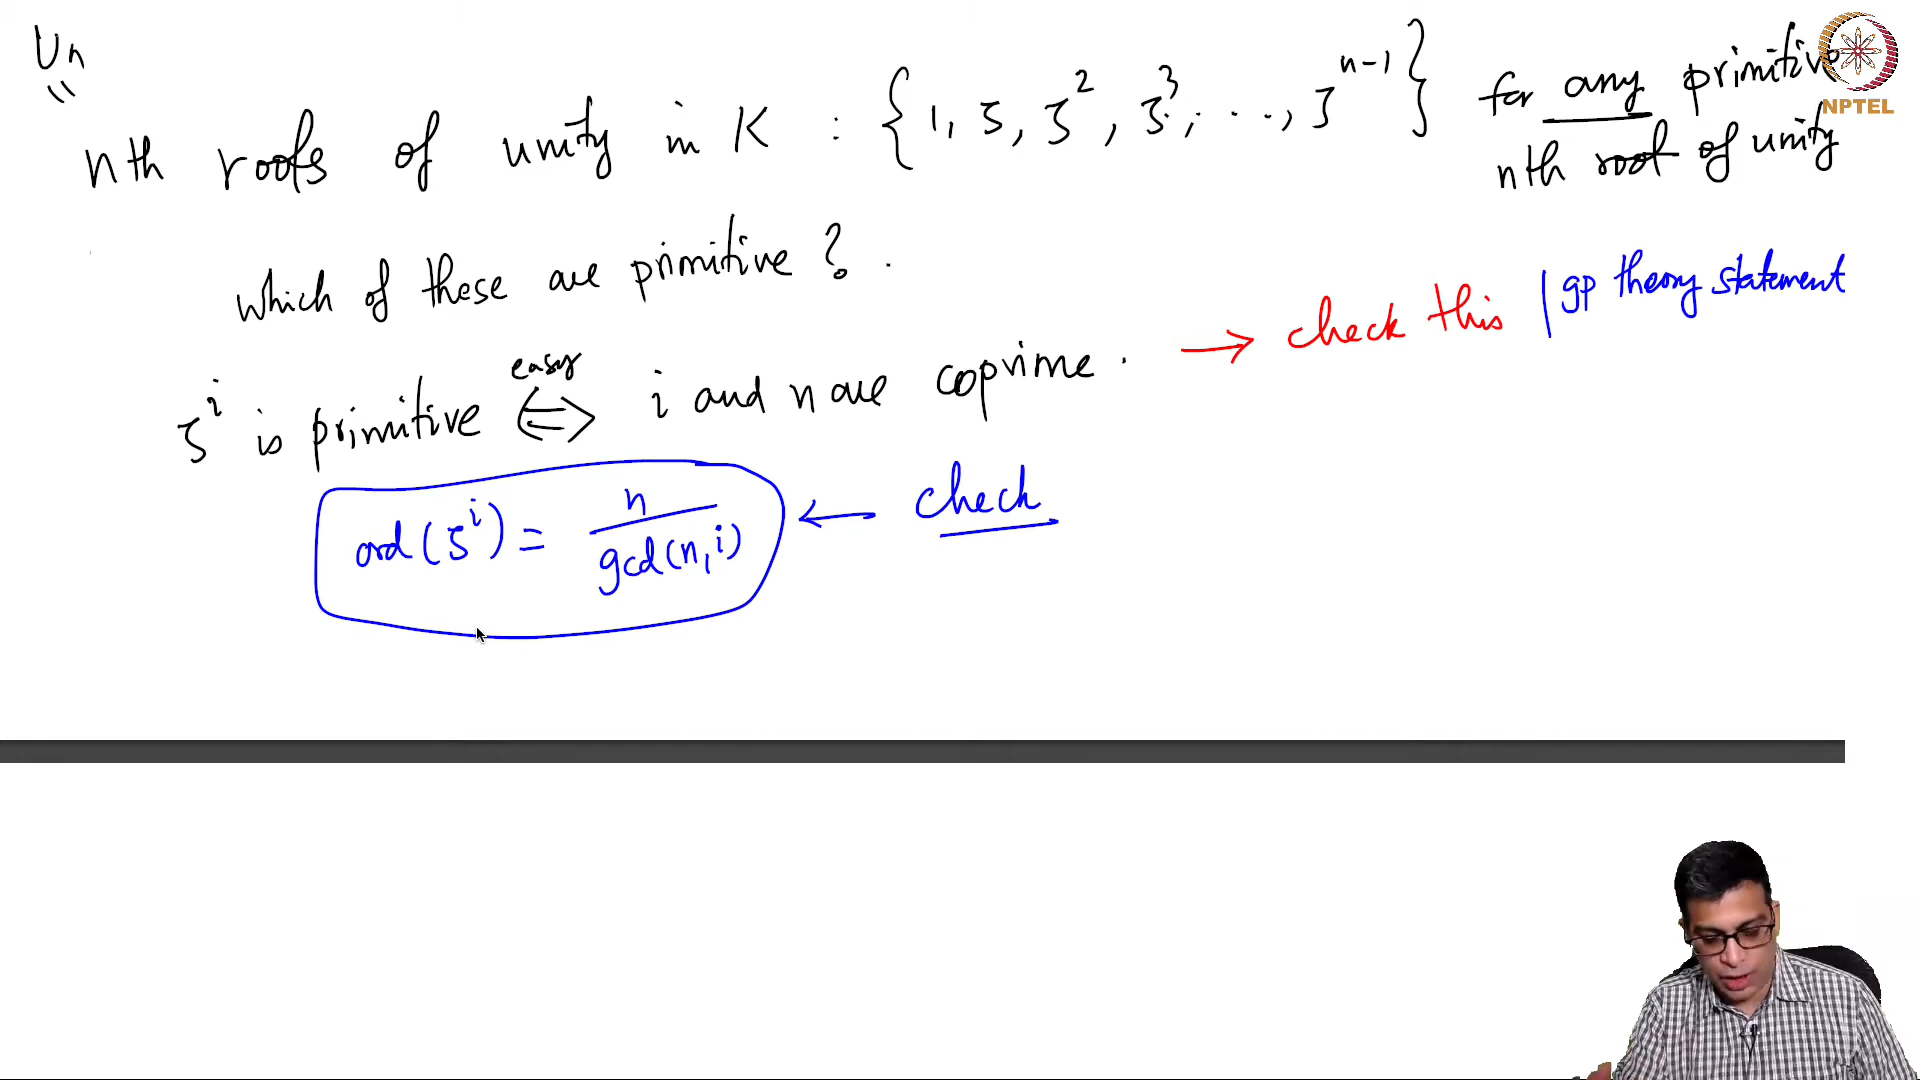 Un
"
nth roots of unity in K : {1, ζ, ζ², ζ³, ..., ζⁿ⁻¹} for any primitive
nth root of unity
Which of these are primitive ?
→ check this | gp theory statement
ζⁱ is primitive ⇔ i and n are coprime.
easy
ord(ζⁱ) = n / gcd(n, i) ← check
NPTEL